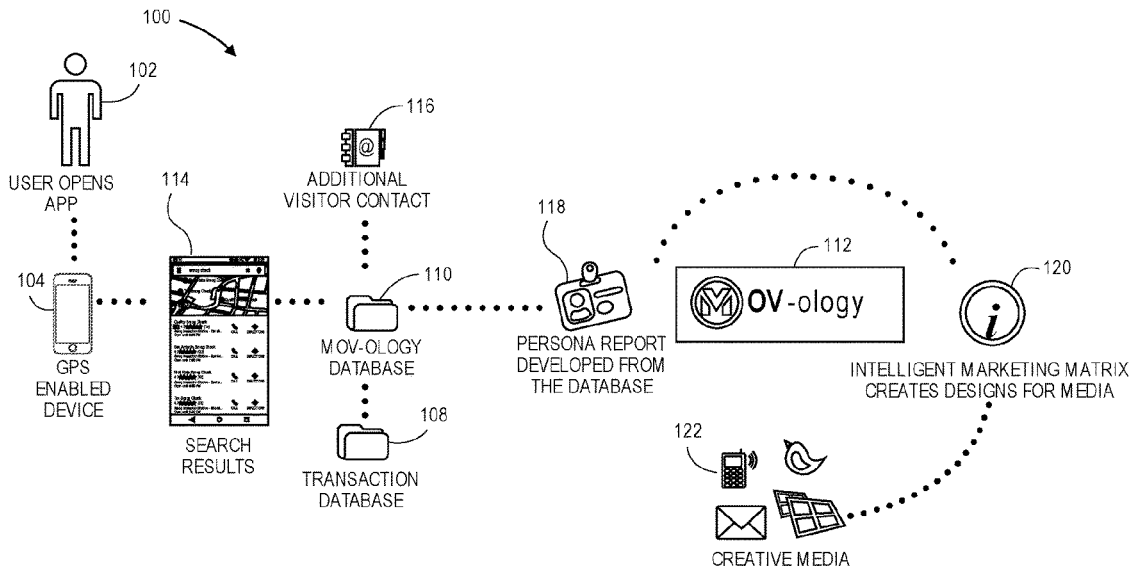 100
102
USER OPENS
APP
104
GPS
ENABLED
DEVICE
114
SEARCH
RESULTS
116
@
ADDITIONAL
VISITOR CONTACT
110
MOV-OLOGY
DATABASE
108
TRANSACTION
DATABASE
118
PERSONA REPORT
DEVELOPED FROM
THE DATABASE
112
MOV-ology
120
i
INTELLIGENT MARKETING MATRIX
CREATES DESIGNS FOR MEDIA
122
CREATIVE MEDIA